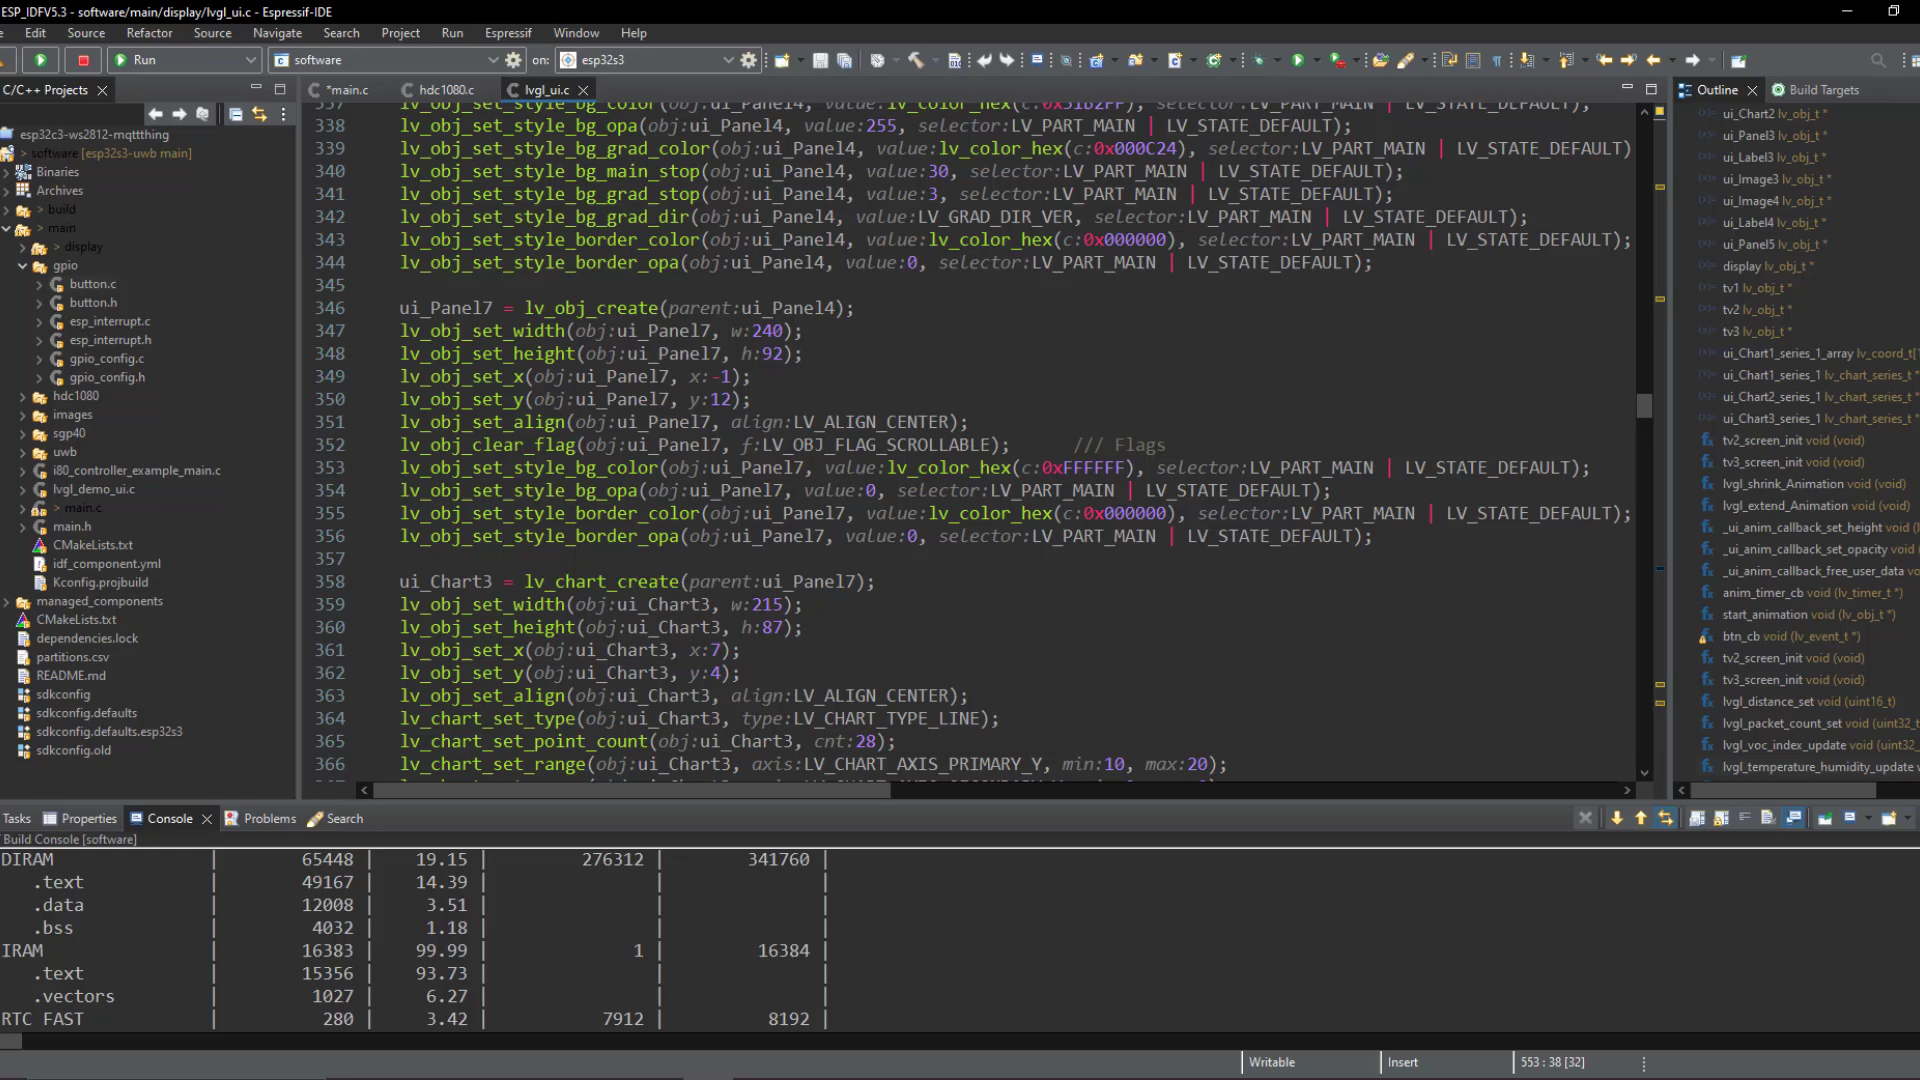 ESP_IDFV5.3 - software/main/display/lvgl_ui.c - Espressif-IDE
e Edit Source Refactor Source Navigate Search Project Run Espressif Window Help
Run software on: esp32s3
C/C++ Projects
*main.c hdc1080.c lvgl_ui.c
Outline Build Targets
esp32c3-ws2812-mqttthing
> software [esp32s3-uwb main]
Binaries
Archives
> build
> main
> display
gpio
button.c
button.h
esp_interrupt.c
esp_interrupt.h
gpio_config.c
gpio_config.h
hdc1080
images
sgp40
uwb
i80_controller_example_main.c
lvgl_demo_ui.c
> main.c
main.h
CMakeLists.txt
idf_component.yml
Kconfig.projbuild
managed_components
CMakeLists.txt
dependencies.lock
partitions.csv
README.md
sdkconfig
sdkconfig.defaults
sdkconfig.defaults.esp32s3
sdkconfig.old
337 lv_obj_set_style_bg_color(obj:ui_Panel4, value:lv_color_hex(c:0x51B2FF), selector:LV_PART_MAIN | LV_STATE_DEFAULT);
338 lv_obj_set_style_bg_opa(obj:ui_Panel4, value:255, selector:LV_PART_MAIN | LV_STATE_DEFAULT);
339 lv_obj_set_style_bg_grad_color(obj:ui_Panel4, value:lv_color_hex(c:0x000C24), selector:LV_PART_MAIN | LV_STATE_DEFAULT)
340 lv_obj_set_style_bg_main_stop(obj:ui_Panel4, value:30, selector:LV_PART_MAIN | LV_STATE_DEFAULT);
341 lv_obj_set_style_bg_grad_stop(obj:ui_Panel4, value:3, selector:LV_PART_MAIN | LV_STATE_DEFAULT);
342 lv_obj_set_style_bg_grad_dir(obj:ui_Panel4, value:LV_GRAD_DIR_VER, selector:LV_PART_MAIN | LV_STATE_DEFAULT);
343 lv_obj_set_style_border_color(obj:ui_Panel4, value:lv_color_hex(c:0x000000), selector:LV_PART_MAIN | LV_STATE_DEFAULT);
344 lv_obj_set_style_border_opa(obj:ui_Panel4, value:0, selector:LV_PART_MAIN | LV_STATE_DEFAULT);
345
346 ui_Panel7 = lv_obj_create(parent:ui_Panel4);
347 lv_obj_set_width(obj:ui_Panel7, w:240);
348 lv_obj_set_height(obj:ui_Panel7, h:92);
349 lv_obj_set_x(obj:ui_Panel7, x:-1);
350 lv_obj_set_y(obj:ui_Panel7, y:12);
351 lv_obj_set_align(obj:ui_Panel7, align:LV_ALIGN_CENTER);
352 lv_obj_clear_flag(obj:ui_Panel7, f:LV_OBJ_FLAG_SCROLLABLE); /// Flags
353 lv_obj_set_style_bg_color(obj:ui_Panel7, value:lv_color_hex(c:0xFFFFFF), selector:LV_PART_MAIN | LV_STATE_DEFAULT);
354 lv_obj_set_style_bg_opa(obj:ui_Panel7, value:0, selector:LV_PART_MAIN | LV_STATE_DEFAULT);
355 lv_obj_set_style_border_color(obj:ui_Panel7, value:lv_color_hex(c:0x000000), selector:LV_PART_MAIN | LV_STATE_DEFAULT);
356 lv_obj_set_style_border_opa(obj:ui_Panel7, value:0, selector:LV_PART_MAIN | LV_STATE_DEFAULT);
357
358 ui_Chart3 = lv_chart_create(parent:ui_Panel7);
359 lv_obj_set_width(obj:ui_Chart3, w:215);
360 lv_obj_set_height(obj:ui_Chart3, h:87);
361 lv_obj_set_x(obj:ui_Chart3, x:7);
362 lv_obj_set_y(obj:ui_Chart3, y:4);
363 lv_obj_set_align(obj:ui_Chart3, align:LV_ALIGN_CENTER);
364 lv_chart_set_type(obj:ui_Chart3, type:LV_CHART_TYPE_LINE);
365 lv_chart_set_point_count(obj:ui_Chart3, cnt:28);
366 lv_chart_set_range(obj:ui_Chart3, axis:LV_CHART_AXIS_PRIMARY_Y, min:10, max:20);
ui_Chart2 lv_obj_t *
ui_Panel3 lv_obj_t *
ui_Label3 lv_obj_t *
ui_Image3 lv_obj_t *
ui_Image4 lv_obj_t *
ui_Label4 lv_obj_t *
ui_Panel5 lv_obj_t *
display lv_obj_t *
tv1 lv_obj_t *
tv2 lv_obj_t *
tv3 lv_obj_t *
ui_Chart1_series_1_array lv_coord_t[
ui_Chart1_series_1 lv_chart_series_t *
ui_Chart2_series_1 lv_chart_series_t *
ui_Chart3_series_1 lv_chart_series_t *
tv2_screen_init void (void)
tv3_screen_init void (void)
lvgl_shrink_Animation void (void)
lvgl_extend_Animation void (void)
_ui_anim_callback_set_height void (
_ui_anim_callback_set_opacity void (
_ui_anim_callback_free_user_data vo
anim_timer_cb void (lv_timer_t *)
start_animation void (lv_obj_t *)
btn_cb void (lv_event_t *)
tv2_screen_init void (void)
tv3_screen_init void (void)
lvgl_distance_set void (uint16_t)
lvgl_packet_count_set void (uint32_t
lvgl_voc_index_update void (uint32_t
lvgl_temperature_humidity_update v
Tasks Properties Console Problems Search
Build Console [software]
DIRAM | 65448 | 19.15 | 276312 | 341760 |
.text | 49167 | 14.39 | | |
.data | 12008 | 3.51 | | |
.bss | 4032 | 1.18 | | |
IRAM | 16383 | 99.99 | 1 | 16384 |
.text | 15356 | 93.73 | | |
.vectors | 1027 | 6.27 | | |
RTC FAST | 280 | 3.42 | 7912 | 8192 |
Writable Insert 553 : 38 [32]